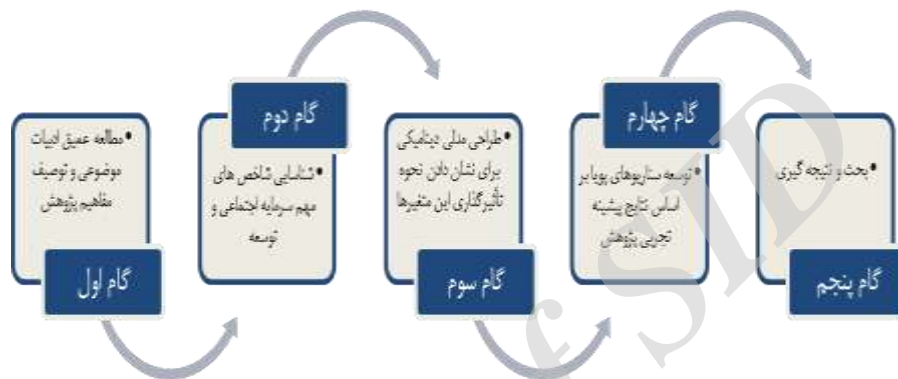 • مطالعه عمیق ادبیات
موضوعی و توصیف
مفاهیم پژوهش
گام اول
گام دوم
• شناسایی شاخص های
مهم سرمایه اجتماعی و
توسعه
• طراحی مدلی دینامیکی
برای نشان دادن نحوه
تأثیرگذاری این متغیرها
گام سوم
گام چهارم
• توسعه سناریوهای پویا بر
اساس نتایج پیشینه
تجربی پژوهش
• بحث و نتیجه گیری
گام پنجم
f SID